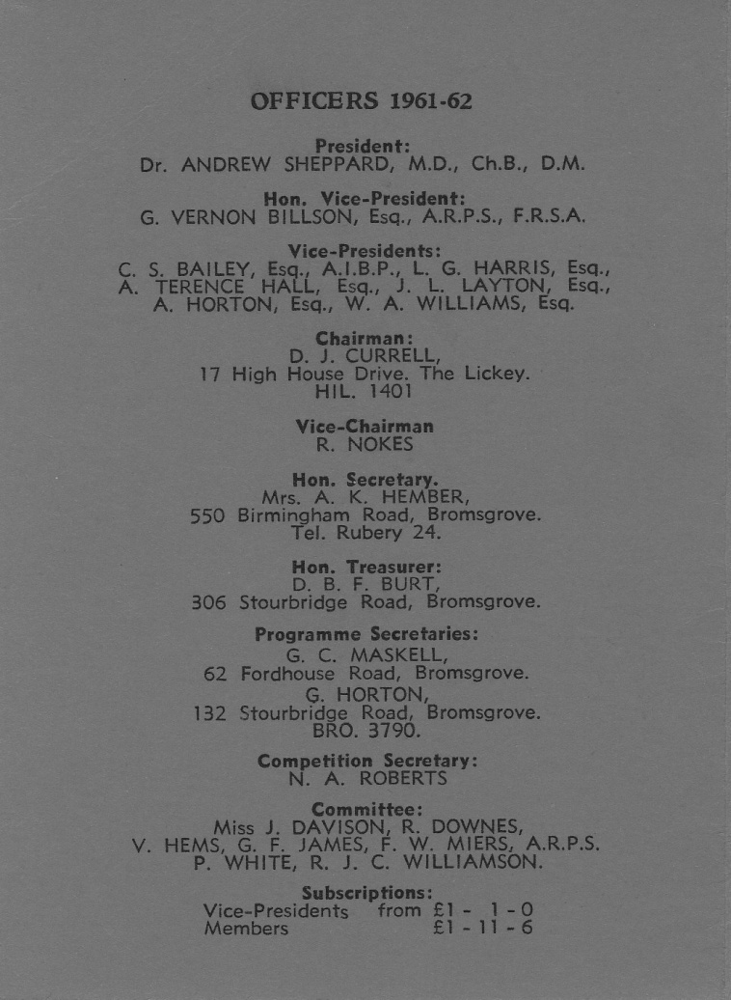 OFFICERS 1961-62
President:
Dr. ANDREW SHEPPARD, M.D., Ch.B., D.M.
Hon. Vice-President:
G. VERNON BILLSON, Esq., A.R.P.S., F.R.S.A.
Vice-Presidents:
C. S. BAILEY, Esq., A.I.B.P., L. G. HARRIS, Esq.,
A. TERENCE HALL, Esq., J. L. LAYTON, Esq.,
A. HORTON, Esq., W. A. WILLIAMS, Esq.
Chairman:
D. J. CURRELL,
17 High House Drive. The Lickey.
HIL. 1401
Vice-Chairman
R. NOKES
Hon. Secretary.
Mrs. A. K. HEMBER,
550 Birmingham Road, Bromsgrove.
Tel. Rubery 24.
Hon. Treasurer:
D. B. F. BURT,
306 Stourbridge Road, Bromsgrove.
Programme Secretaries:
G. C. MASKELL,
62 Fordhouse Road, Bromsgrove.
G. HORTON,
132 Stourbridge Road, Bromsgrove.
BRO. 3790.
Competition Secretary:
N. A. ROBERTS
Committee:
Miss J. DAVISON, R. DOWNES,
V. HEMS, G. F. JAMES, F. W. MIERS, A.R.P.S.
P. WHITE, R. J. C. WILLIAMSON.
Subscriptions:
Vice-Presidents from £1 - 1 - 0
Members £1 - 11 - 6